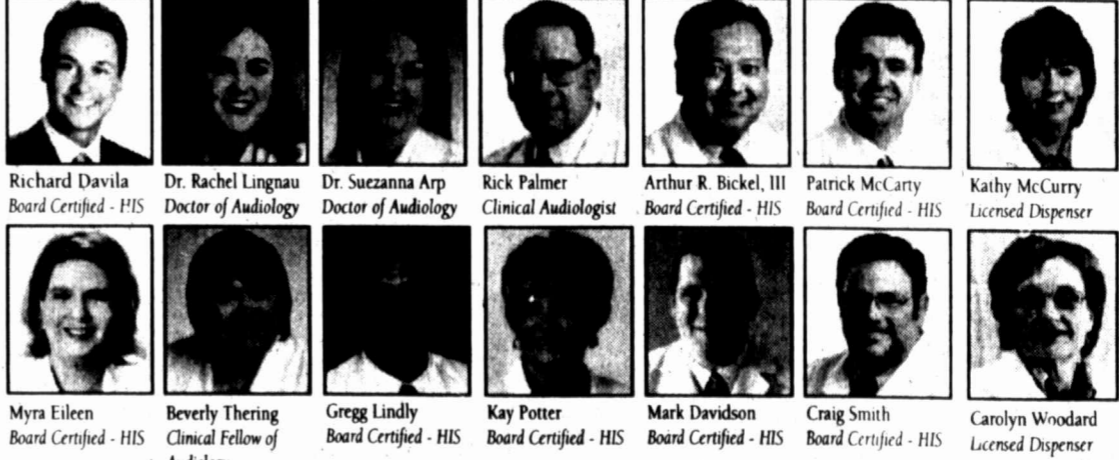 Richard Davila
Board Certified - HIS
Dr. Rachel Lingnau
Doctor of Audiology
Dr. Suezanna Arp
Doctor of Audiology
Rick Palmer
Clinical Audiologist
Arthur R. Bickel, III
Board Certified - HIS
Patrick McCarty
Board Certified - HIS
Kathy McCurry
Licensed Dispenser
Myra Eileen
Board Certified - HIS
Beverly Thering
Clinical Fellow of
Audiology
Gregg Lindly
Board Certified - HIS
Kay Potter
Board Certified - HIS
Mark Davidson
Board Certified - HIS
Craig Smith
Board Certified - HIS
Carolyn Woodard
Licensed Dispenser